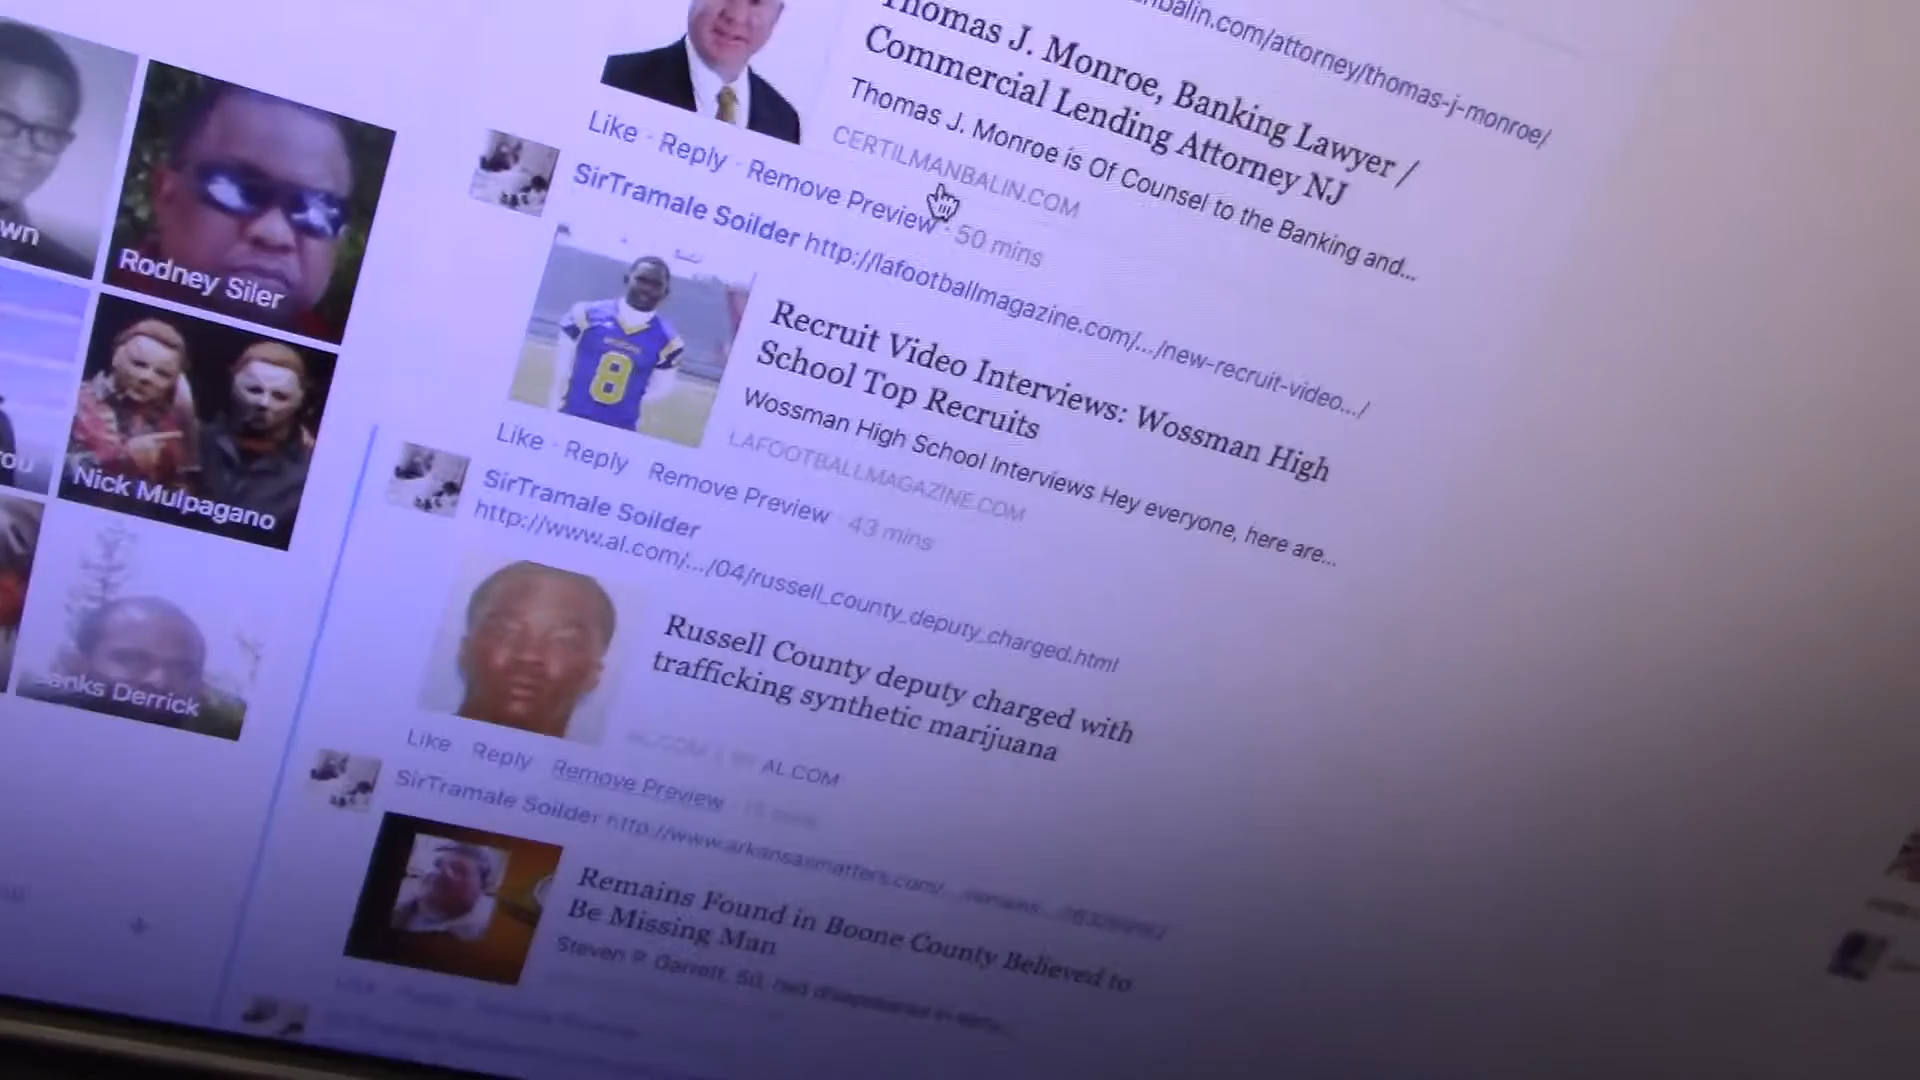 nbalin.com/attorney/thomas-j-monroe/
Thomas J. Monroe, Banking Lawyer /
Commercial Lending Attorney NJ
Thomas J. Monroe is Of Counsel to the Banking and...
CERTILMANBALIN.COM
Like · Reply · Remove Preview · 50 mins
SirTramale Soilder http://lafootballmagazine.com/.../new-recruit-video.../
8
Recruit Video Interviews: Wossman High
School Top Recruits
Wossman High School Interviews Hey everyone, here are...
LAFOOTBALLMAGAZINE.COM
Like · Reply Remove Preview · 43 mins
SirTramale Soilder
http://www.al.com/.../04/russell_county_deputy_charged.html
Russell County deputy charged with
trafficking synthetic marijuana
AL.COM
Like Reply Remove Preview
SirTramale Soilder http://www.arkansasmatters.com/
Remains Found in Boone County Believed to
Be Missing Man
Steven P. Garrett, 50, had disappeared in
wn
Rodney Siler
you
Nick Mulpagano
anks Derrick